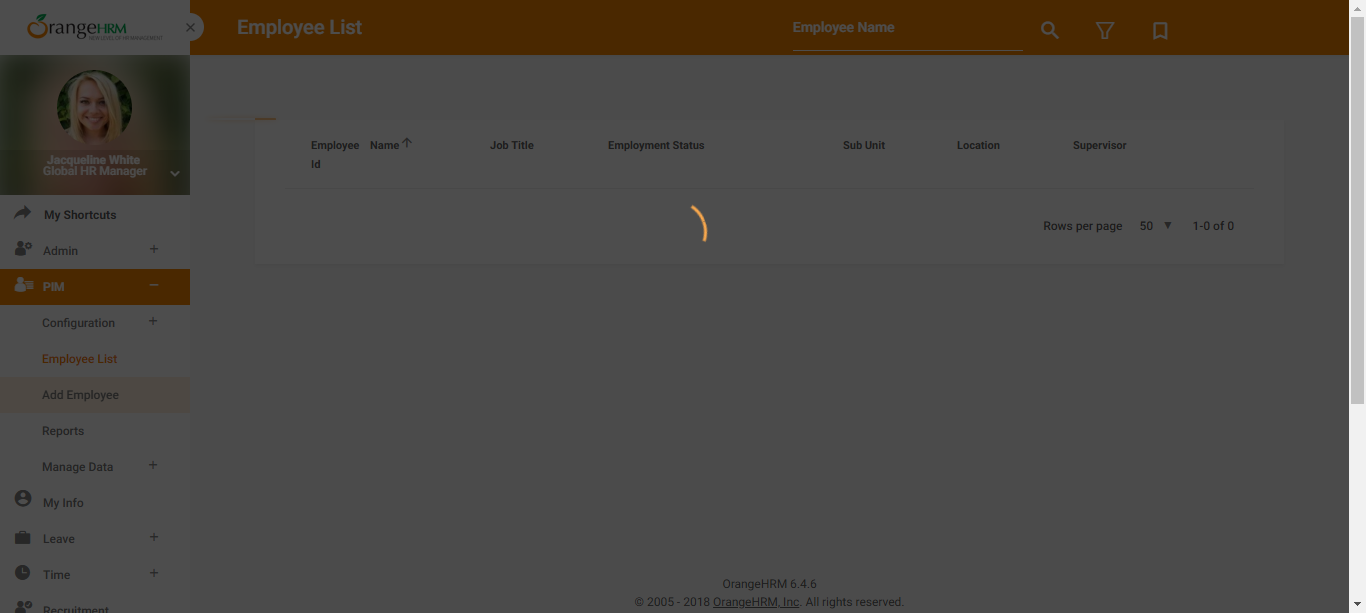 OrangeHRM
Employee List
Employee Name
Jacqueline White
Global HR Manager
My Shortcuts
Admin
PIM
Configuration
Employee List
Add Employee
Reports
Manage Data
My Info
Leave
Time
Recruitment
Employee Id
Name
Job Title
Employment Status
Sub Unit
Location
Supervisor
Rows per page 50 1-0 of 0
OrangeHRM 6.4.6
© 2005 - 2018 OrangeHRM, Inc. All rights reserved.